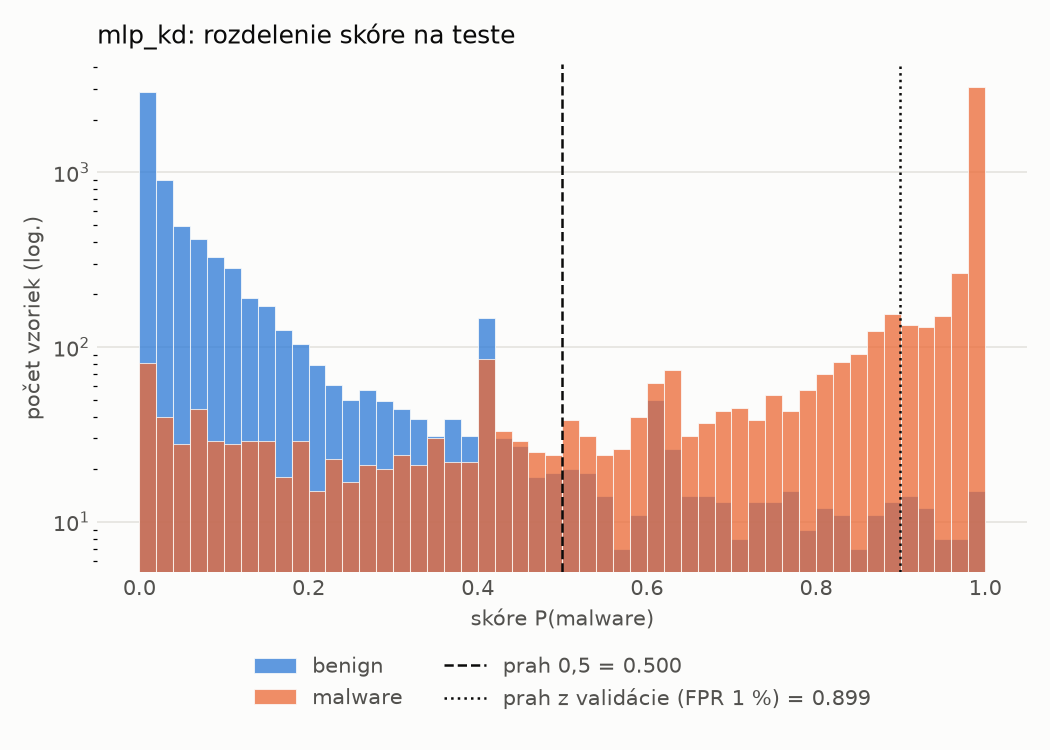 mlp_kd: rozdelenie skóre na teste
počet vzoriek (log.)
10³
10²
10¹
0.0 0.2 0.4 0.6 0.8 1.0
skóre P(malware)
benign
malware
prah 0,5 = 0.500
prah z validácie (FPR 1 %) = 0.899